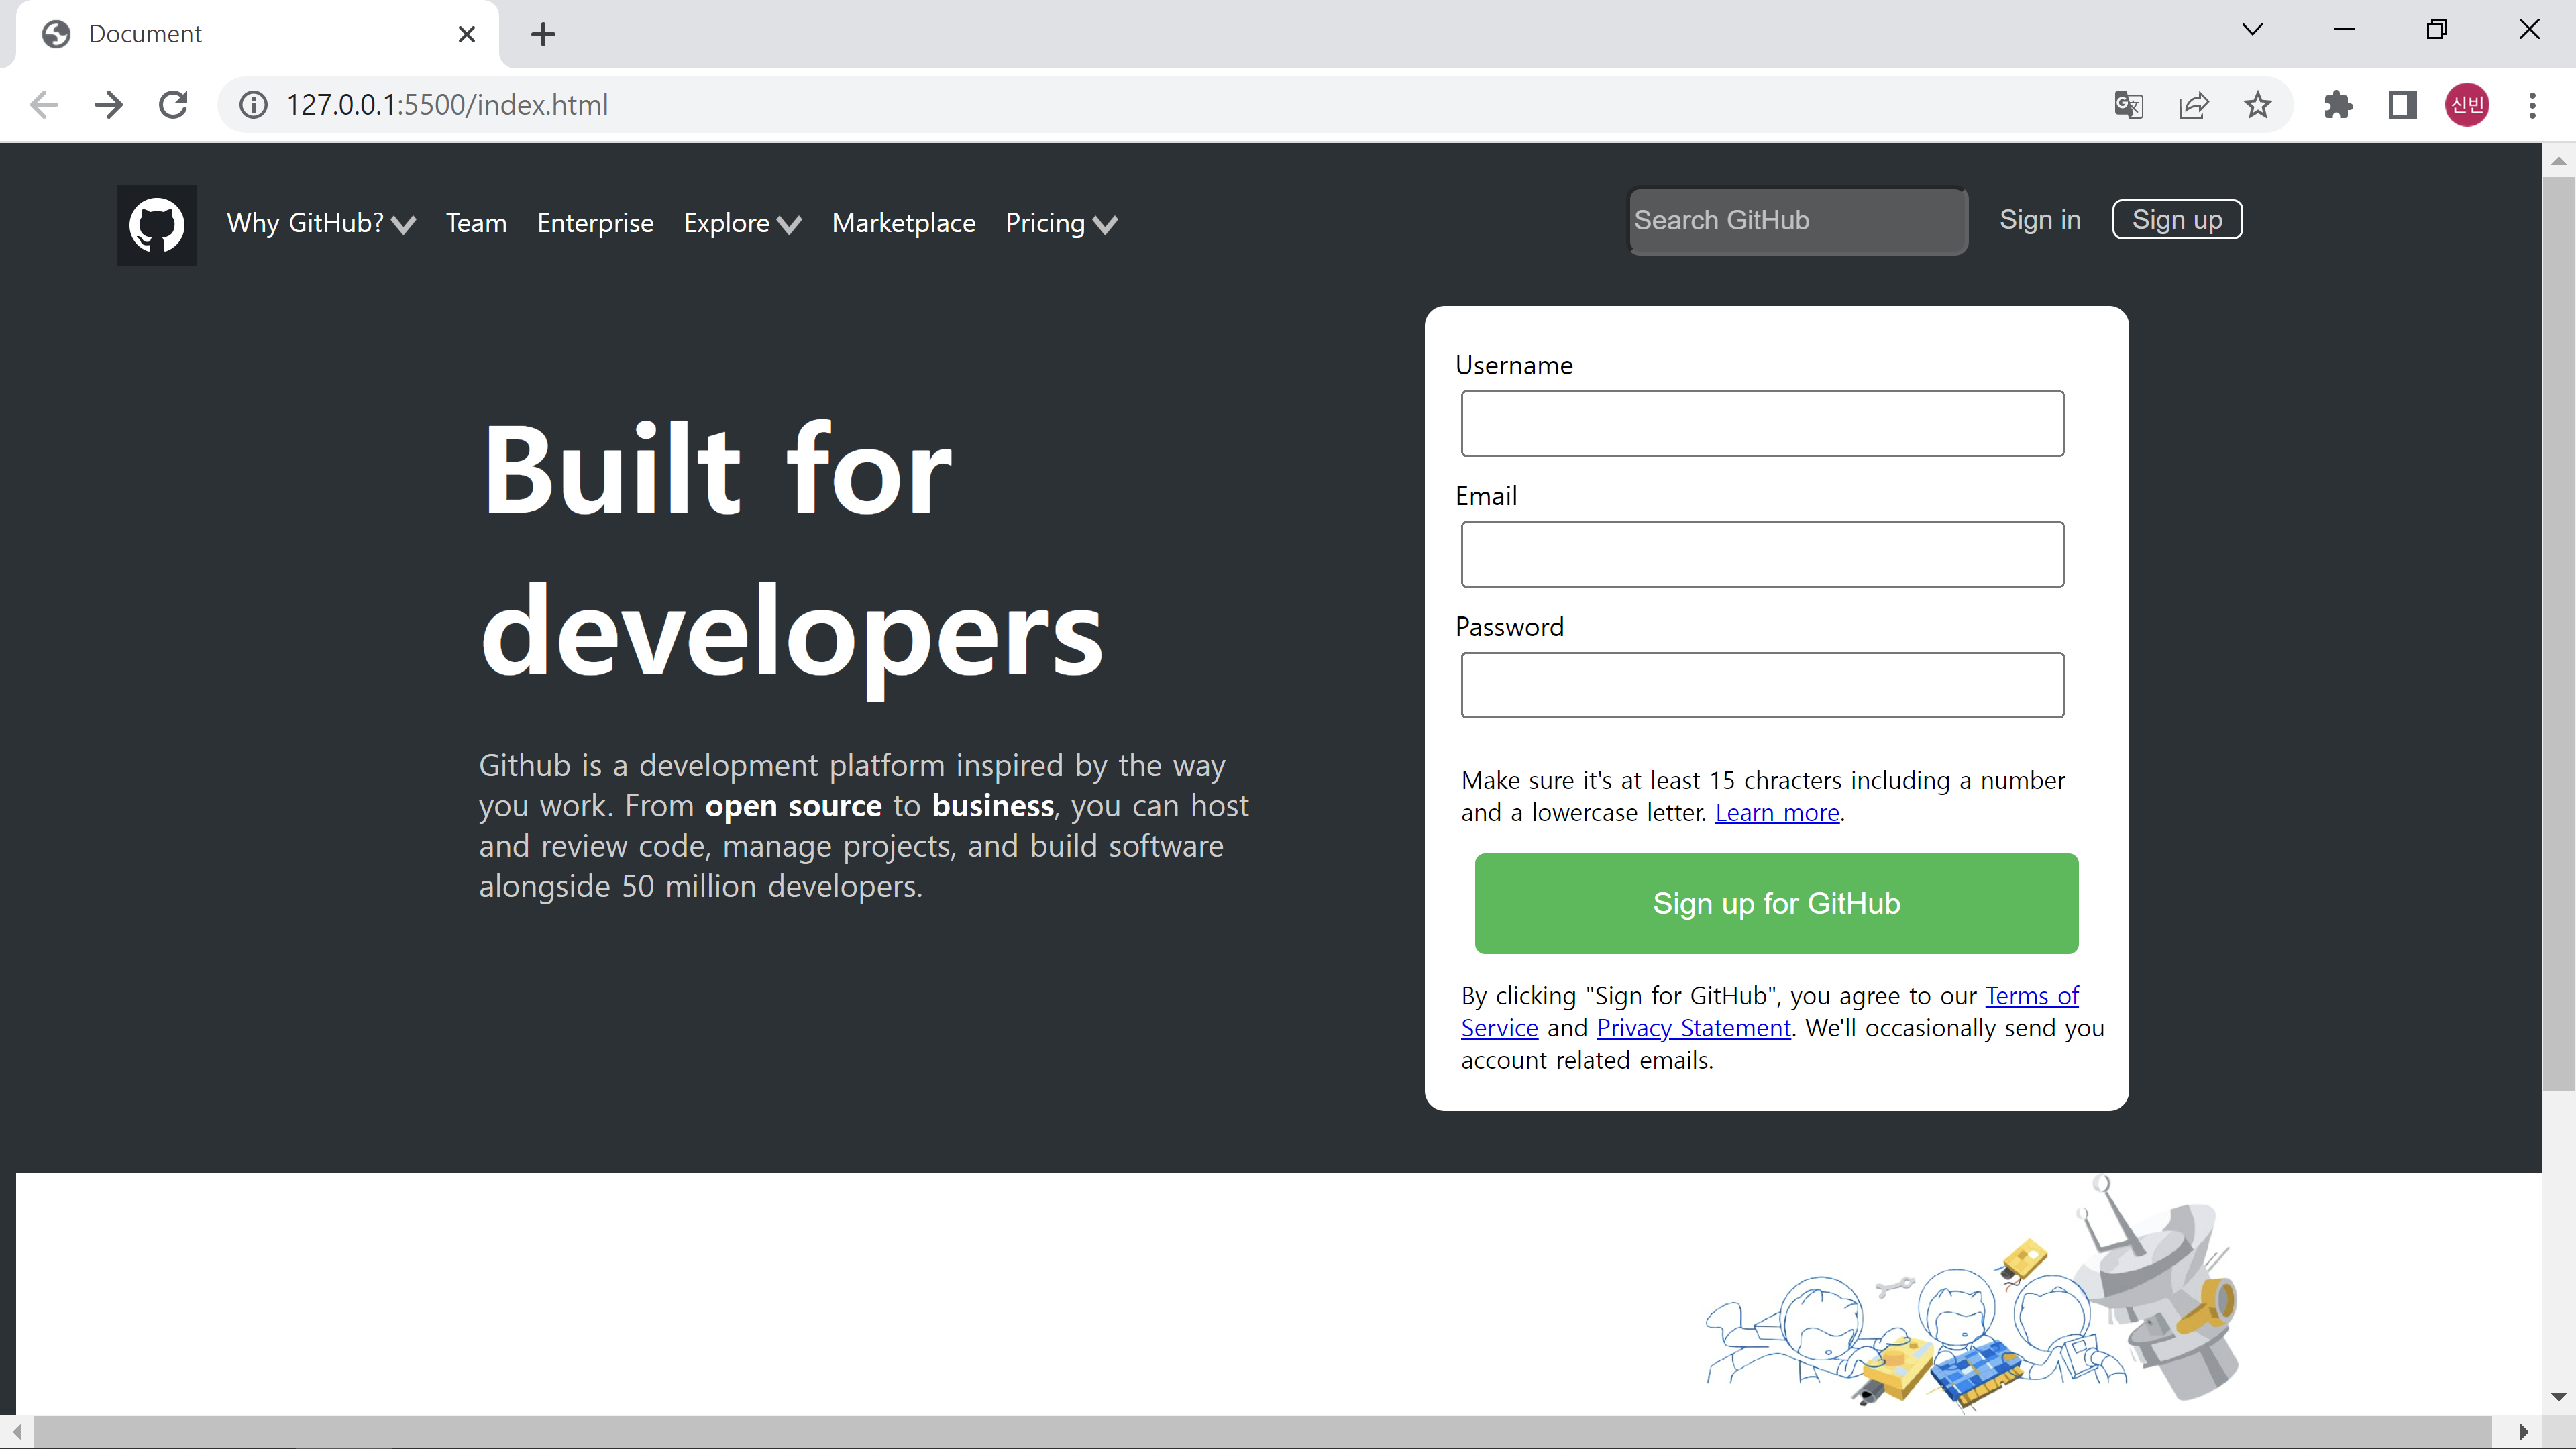 Document
127.0.0.1:5500/index.html
신빈
Why GitHub? Team Enterprise Explore Marketplace Pricing
Search GitHub
Sign in
Sign up
Built for
developers
Github is a development platform inspired by the way
you work. From open source to business, you can host
and review code, manage projects, and build software
alongside 50 million developers.
Username
Email
Password
Make sure it's at least 15 chracters including a number
and a lowercase letter. Learn more.
Sign up for GitHub
By clicking "Sign for GitHub", you agree to our Terms of
Service and Privacy Statement. We'll occasionally send you
account related emails.